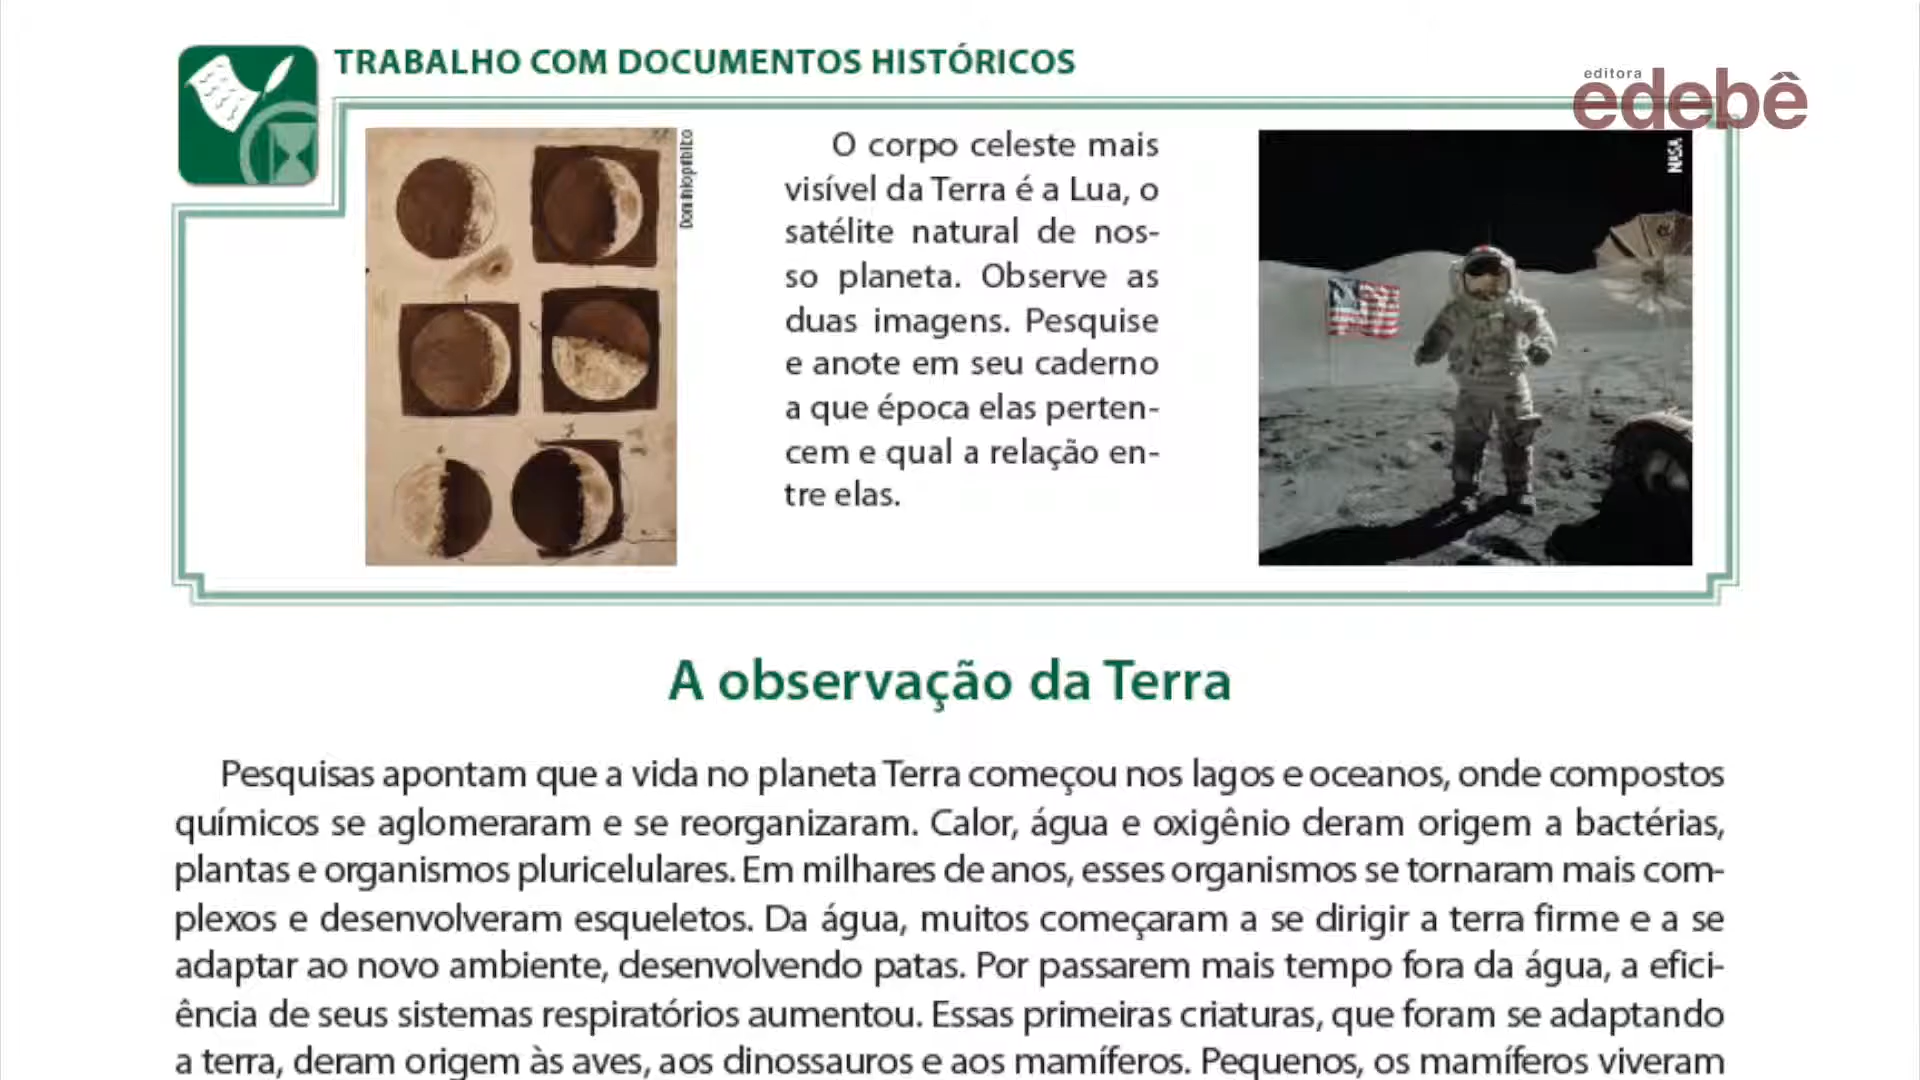 TRABALHO COM DOCUMENTOS HISTÓRICOS
editora
edebê
Domínio público
O corpo celeste mais
visível da Terra é a Lua, o
satélite natural de nos-
so planeta. Observe as
duas imagens. Pesquise
e anote em seu caderno
a que época elas perten-
cem e qual a relação en-
tre elas.
NASA
A observação da Terra
Pesquisas apontam que a vida no planeta Terra começou nos lagos e oceanos, onde compostos
químicos se aglomeraram e se reorganizaram. Calor, água e oxigênio deram origem a bactérias,
plantas e organismos pluricelulares. Em milhares de anos, esses organismos se tornaram mais com-
plexos e desenvolveram esqueletos. Da água, muitos começaram a se dirigir a terra firme e a se
adaptar ao novo ambiente, desenvolvendo patas. Por passarem mais tempo fora da água, a efici-
ência de seus sistemas respiratórios aumentou. Essas primeiras criaturas, que foram se adaptando
a terra, deram origem às aves, aos dinossauros e aos mamíferos. Pequenos, os mamíferos viveram